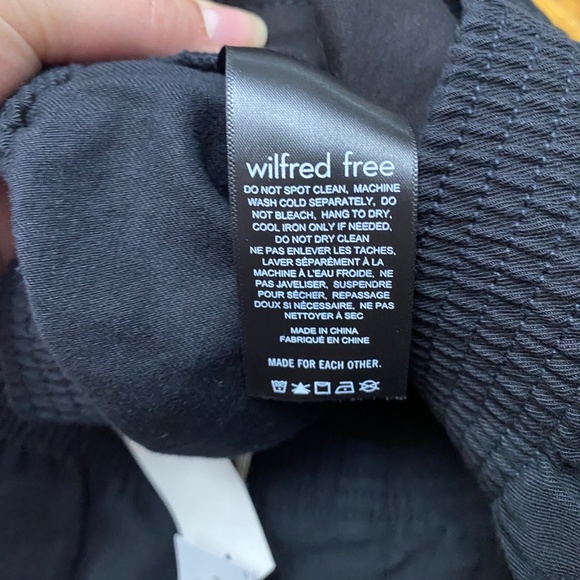 wilfred free
DO NOT SPOT CLEAN, MACHINE
WASH COLD SEPARATELY, DO
NOT BLEACH, HANG TO DRY,
COOL IRON ONLY IF NEEDED,
DO NOT DRY CLEAN
NE PAS ENLEVER LES TACHES,
LAVER SÉPARÉMENT À LA
MACHINE À L'EAU FROIDE, NE
PAS JAVELISER, SUSPENDRE
POUR SÉCHER, REPASSAGE
DOUX SI NÉCESSAIRE, NE PAS
NETTOYER À SEC
MADE IN CHINA
FABRIQUÉ EN CHINE
MADE FOR EACH OTHER.